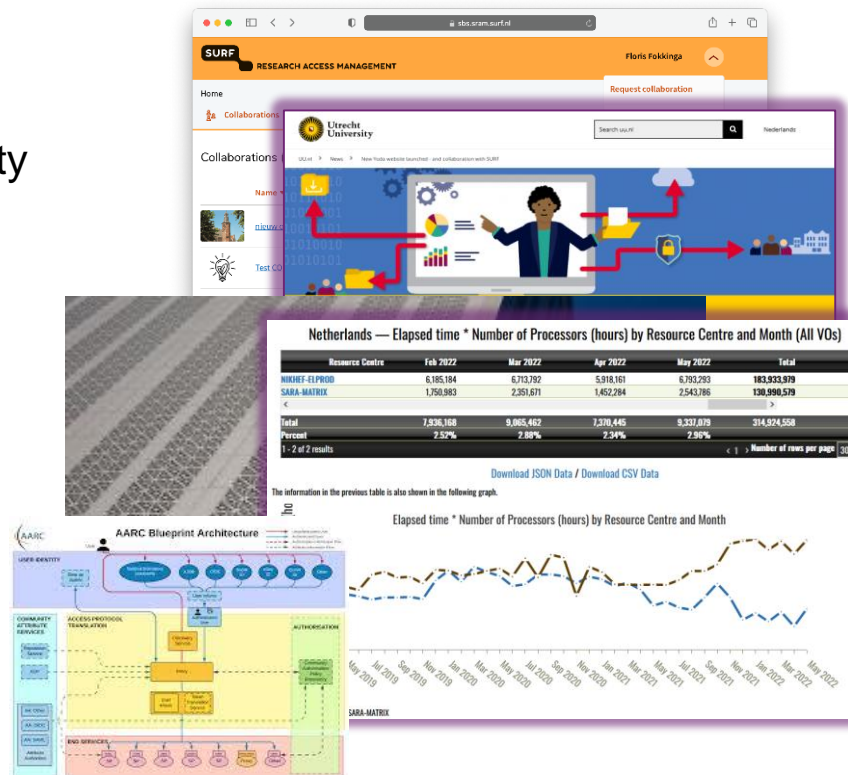 ty
sbs.sram.surf.nl
SURF
RESEARCH ACCESS MANAGEMENT
Floris Fokkinga
Request collaboration
Home
Collaborations
Utrecht
University
Search uu.nl
Nederlands
Collaborations
UU.nl > News > New Yoda website launched - and collaboration with SURF
Name
nieuw
Test CO
Netherlands — Elapsed time * Number of Processors (hours) by Resource Centre and Month (All VOs)
Resource Centre Feb 2022 Mar 2022 Apr 2022 May 2022 Total
NIKHEF-ELPROD 6,185,184 6,713,792 5,918,161 6,793,293 183,933,979
SARA-MATRIX 1,750,983 2,351,671 1,452,284 2,543,786 130,990,579
Total 7,936,168 9,065,462 7,370,445 9,337,079 314,924,558
Percent 2.52% 2.88% 2.34% 2.96%
1 - 2 of 2 results < 1 > Number of rows per page 30
Download JSON Data / Download CSV Data
The information in the previous table is also shown in the following graph.
Elapsed time * Number of Processors (hours) by Resource Centre and Month
May 2019 Jul 2019 Sep 2019 Nov 2019 Jan 2020 Mar 2020 May 2020 Jul 2020 Sep 2020 Nov 2020 Jan 2021 Mar 2021 May 2021 Jul 2021 Sep 2021 Nov 2021 Jan 2022 Mar 2022 May 2022
SARA-MATRIX
AARC
AARC Blueprint Architecture
User
USER IDENTITY
COMMUNITY
ATTRIBUTE
SERVICES
ACCESS PROTOCOL
TRANSLATION
AUTHORISATION
Proxy
END SERVICES